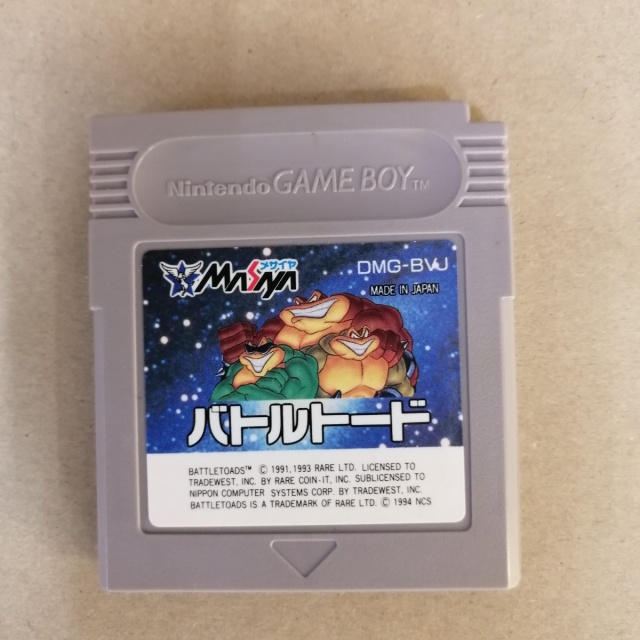 Nintendo GAME BOY™
メサイヤ
MASAYA
DMG-BVJ
MADE IN JAPAN
バトルトード
BATTLETOADS™ © 1991,1993 RARE LTD. LICENSED TO
TRADEWEST, INC. BY RARE COIN-IT, INC. SUBLICENSED TO
NIPPON COMPUTER SYSTEMS CORP. BY TRADEWEST, INC.
BATTLETOADS IS A TRADEMARK OF RARE LTD. © 1994 NCS